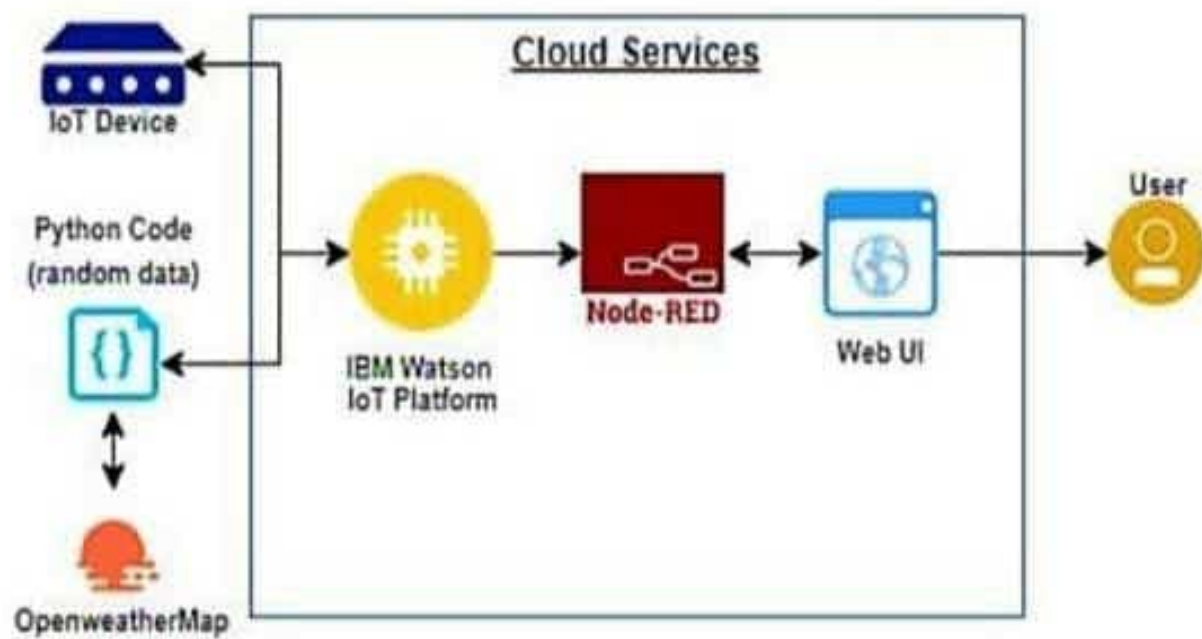 Cloud Services
IoT Device
Python Code
(random data)
{}
IBM Watson
IoT Platform
Node-RED
Web UI
User
OpenweatherMap